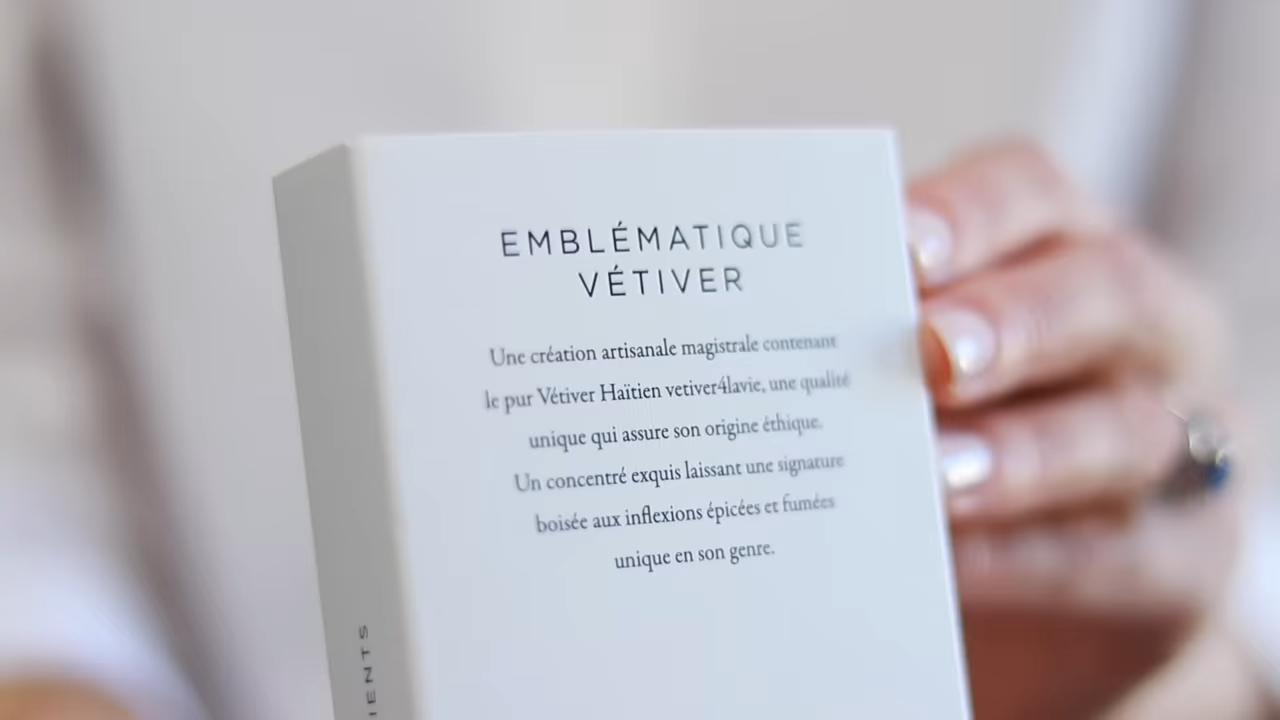 EMBLÉMATIQUE
VÉTIVER
Une création artisanale magistrale contenant
le pur Vétiver Haïtien vetiver4lavie, une qualité
unique qui assure son origine éthique.
Un concentré exquis laissant une signature
boisée aux inflexions épicées et fumées
unique en son genre.
IENTS